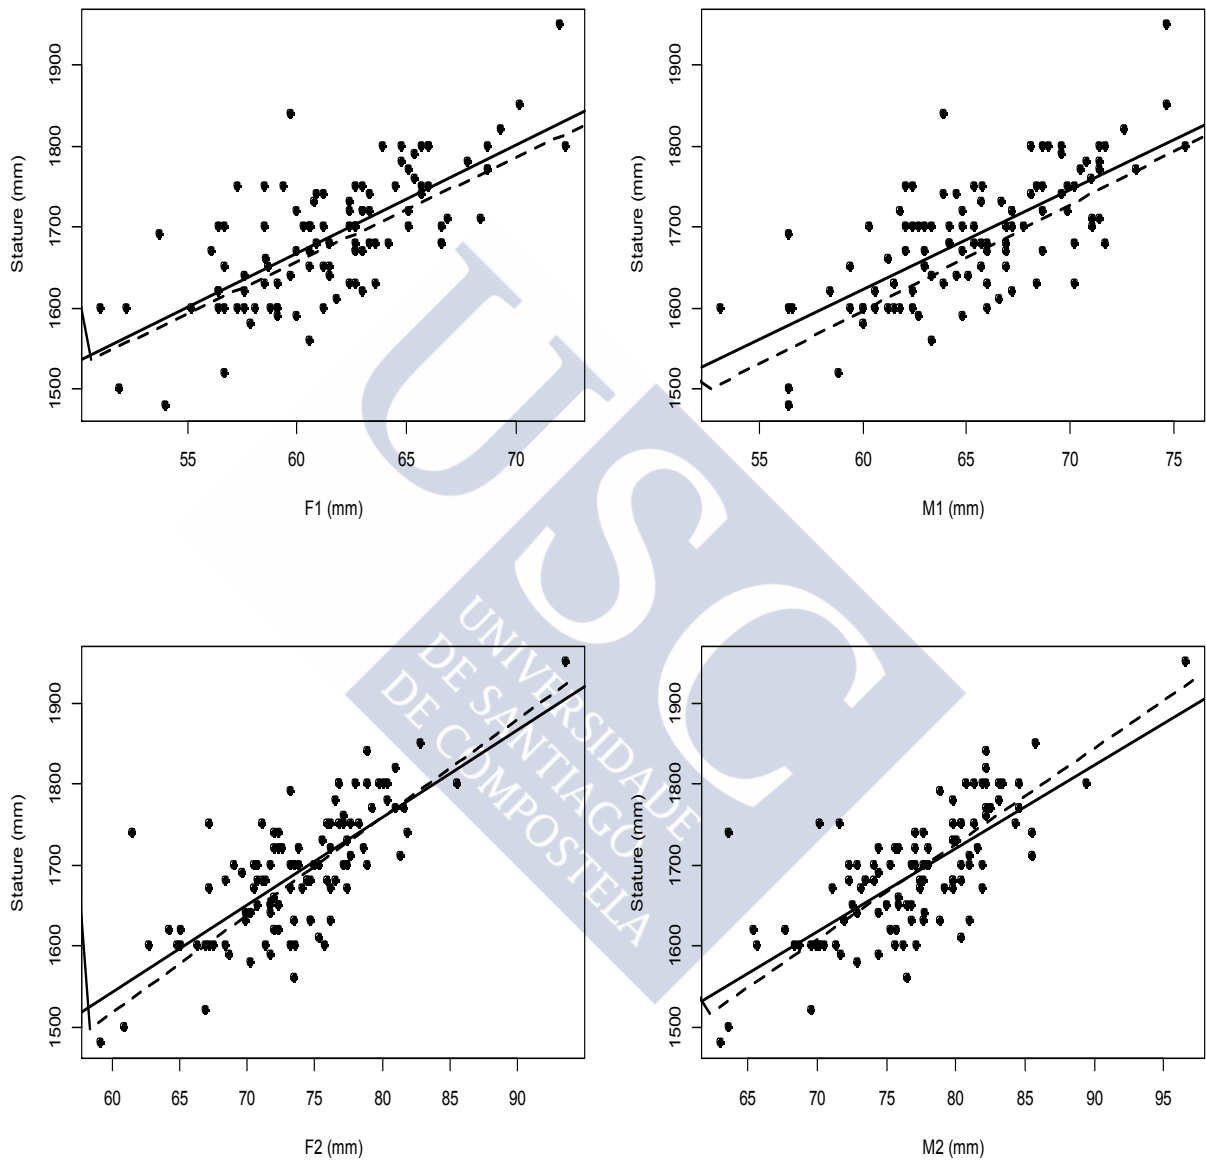 Stature (mm)
1500 1600 1700 1800 1900
55 60 65 70
F1 (mm)
Stature (mm)
1500 1600 1700 1800 1900
55 60 65 70 75
M1 (mm)
USC
UNIVERSIDADE
DE SANTIAGO
DE COMPOSTELA
Stature (mm)
1500 1600 1700 1800 1900
60 65 70 75 80 85 90
F2 (mm)
Stature (mm)
1500 1600 1700 1800 1900
65 70 75 80 85 90 95
M2 (mm)